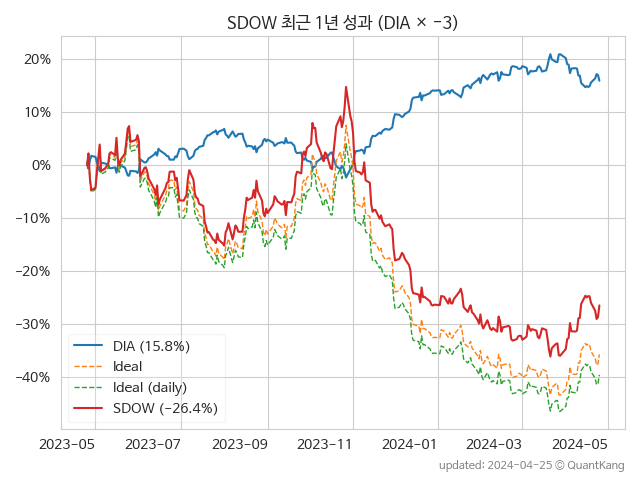 SDOW 최근 1년 성과 (DIA × −3)
20%
10%
0%
−10%
−20%
−30%
−40%
DIA (15.8%)
Ideal
Ideal (daily)
SDOW (−26.4%)
2023-05 2023-07 2023-09 2023-11 2024-01 2024-03 2024-05
updated: 2024-04-25 © QuantKang